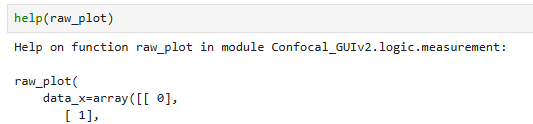 help(raw_plot)
Help on function raw_plot in module Confocal_GUIv2.logic.measurement:
raw_plot(
data_x=array([[ 0],
[ 1],